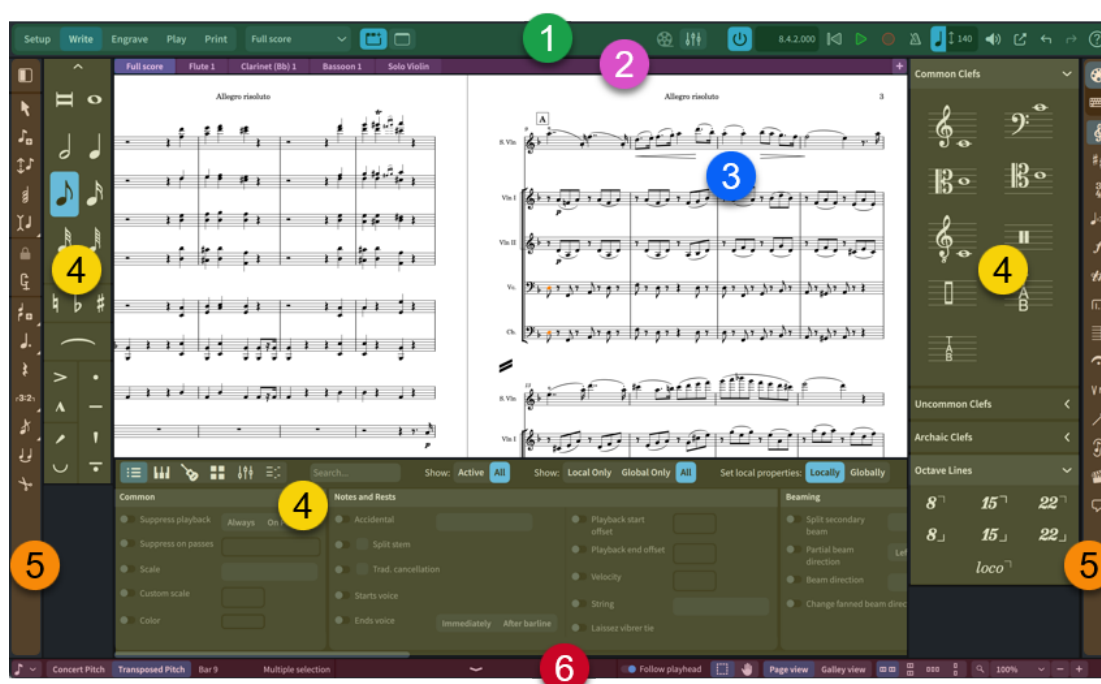 Setup Write Engrave Play Print Full score 1 8.4.2.000 140
Full score Flute 1 Clarinet (Bb) 1 Bassoon 1 Solo Violin 2 +
Common Clefs
Allegro risoluto
Allegro risoluto 3
A
S. Vln
3
Vln I
p
Vln II
p
4
4
Vc.
Cb.
S. Vln
Vln I
p
Uncommon Clefs
Archaic Clefs
Octave Lines
8 15 22
8 15 22
loco
Search... Show: Active All Show: Local Only Global Only All Set local properties: Locally Globally
Common
4
Notes and Rests
Beaming
Suppress playback Always
Suppress on passes
Scale
Custom scale
Color
Accidental
Split stem
Trad. cancellation
Starts voice
Ends voice Immediately After barline
Playback start
offset
Playback end offset
Velocity
String
Laissez vibrer tie
Split secondary
beam
Partial beam
direction
Beam direction
Change fanned beam
5
5
Concert Pitch Transposed Pitch Bar 9 Multiple selection 6 Follow playhead Page view Galley view 100%